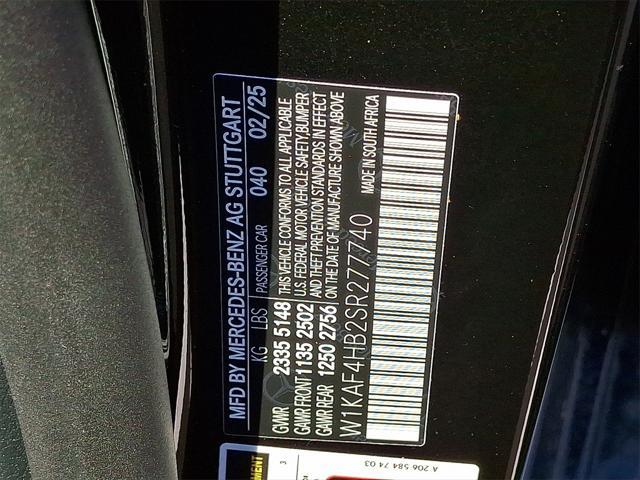 MFD BY MERCEDES-BENZ AG STUTTGART
KG LBS PASSENGER CAR 040 02/25
GVWR 2335 5148 THIS VEHICLE CONFORMS TO ALL APPLICABLE
GAWR FRONT 1135 2502 U.S. FEDERAL MOTOR VEHICLE SAFETY,BUMPER
GAWR REAR 1250 2756 AND THEFT PREVENTION STANDARDS IN EFFECT
ON THE DATE OF MANUFACTURE SHOWN ABOVE
W1KAF4HB2SR277740 MADE IN SOUTH AFRICA
A 206 584 74 03